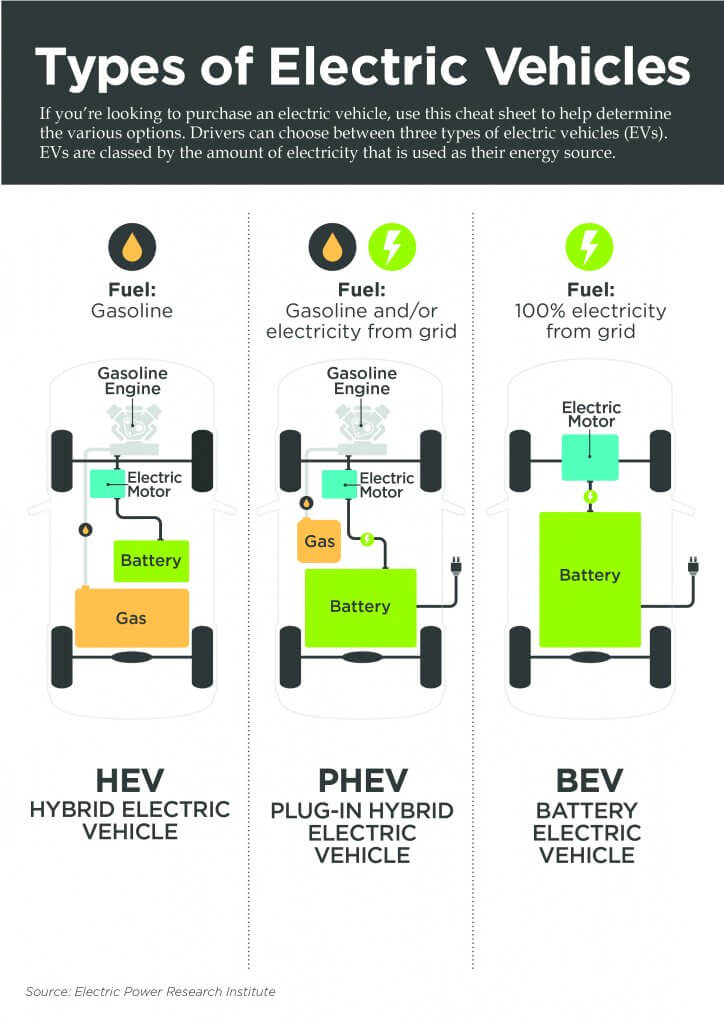 Types of Electric Vehicles
If you’re looking to purchase an electric vehicle, use this cheat sheet to help determine
the various options. Drivers can choose between three types of electric vehicles (EVs).
EVs are classed by the amount of electricity that is used as their energy source.
Fuel:
Gasoline
Gasoline
Engine
Electric
Motor
Battery
Gas
HEV
HYBRID ELECTRIC
VEHICLE
Fuel:
Gasoline and/or
electricity from grid
Gasoline
Engine
Electric
Motor
Gas
Battery
PHEV
PLUG-IN HYBRID
ELECTRIC
VEHICLE
Fuel:
100% electricity
from grid
Electric
Motor
Battery
BEV
BATTERY
ELECTRIC
VEHICLE
Source: Electric Power Research Institute